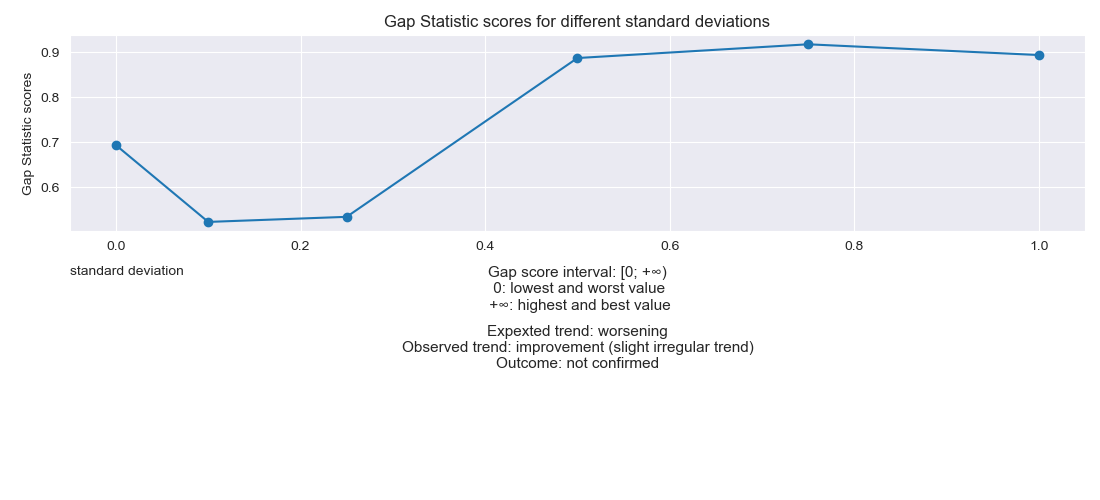 Gap Statistic scores for different standard deviations
Gap Statistic scores
0.9
0.8
0.7
0.6
0.0 0.2 0.4 0.6 0.8 1.0
standard deviation
Gap score interval: [0; +∞)
0: lowest and worst value
+∞: highest and best value
Expexted trend: worsening
Observed trend: improvement (slight irregular trend)
Outcome: not confirmed